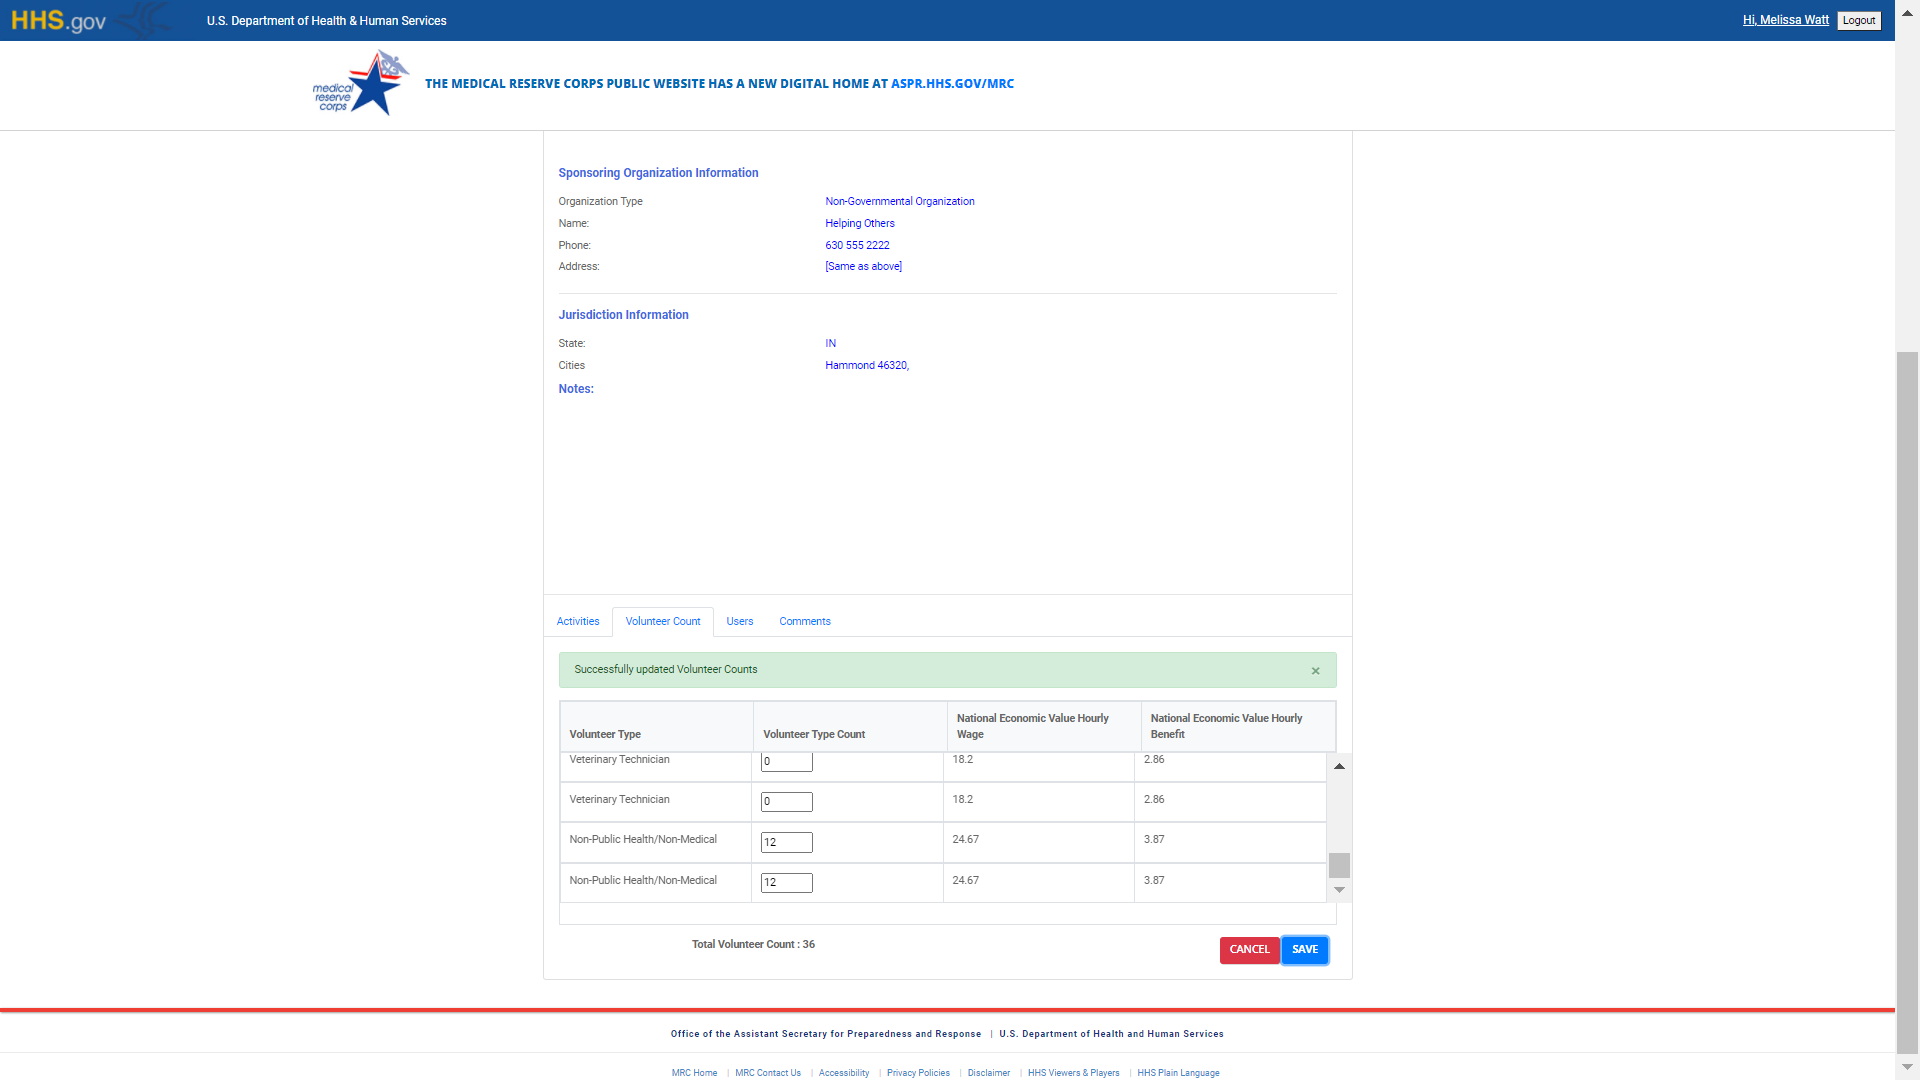 HHS.gov
U.S. Department of Health & Human Services
Hi, Melissa Watt
Logout
medical
reserve
corps
THE MEDICAL RESERVE CORPS PUBLIC WEBSITE HAS A NEW DIGITAL HOME AT ASPR.HHS.GOV/MRC
Sponsoring Organization Information
Organization Type Non-Governmental Organization
Name: Helping Others
Phone: 630 555 2222
Address: [Same as above]
Jurisdiction Information
State: IN
Cities Hammond 46320,
Notes:
Activities Volunteer Count Users Comments
Successfully updated Volunteer Counts ×
Volunteer Type Volunteer Type Count National Economic Value Hourly Wage National Economic Value Hourly Benefit
Veterinary Technician 0 18.2 2.86
Veterinary Technician 0 18.2 2.86
Non-Public Health/Non-Medical 12 24.67 3.87
Non-Public Health/Non-Medical 12 24.67 3.87
Total Volunteer Count : 36
CANCEL SAVE
Office of the Assistant Secretary for Preparedness and Response | U.S. Department of Health and Human Services
MRC Home | MRC Contact Us | Accessibility | Privacy Policies | Disclaimer | HHS Viewers & Players | HHS Plain Language